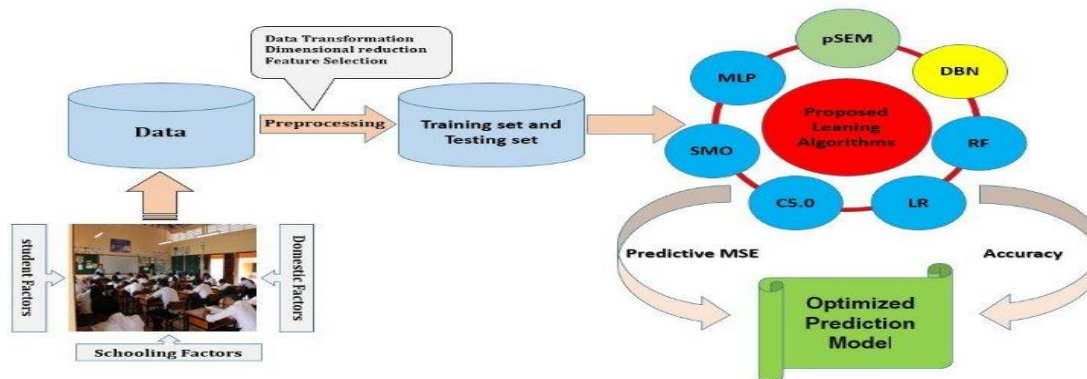 Data Transformation
Dimensional reduction
Feature Selection
Data
Preprocessing
Training set and
Testing set
pSEM
DBN
RF
LR
C5.0
SMO
MLP
Proposed
Leaning
Algorithms
student Factors
Domestic Factors
Schooling Factors
Predictive MSE
Accuracy
Optimized
Prediction
Model